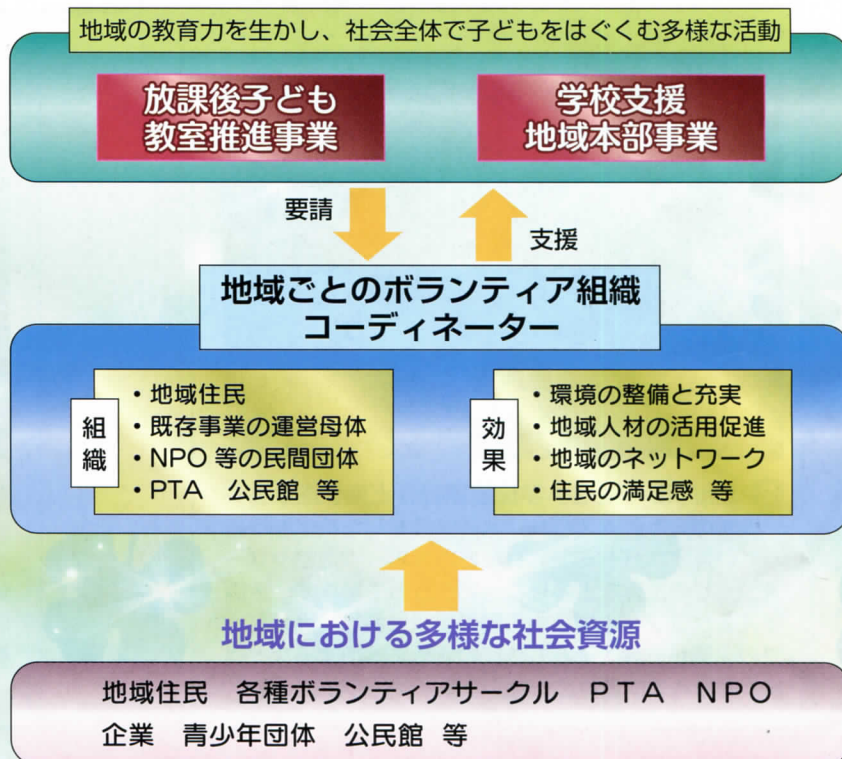 地域の教育力を生かし、社会全体で子どもをはぐくむ多様な活動
放課後子ども
教室推進事業
学校支援
地域本部事業
要請
支援
地域ごとのボランティア組織
コーディネーター
組織
・地域住民
・既存事業の運営母体
・NPO 等の民間団体
・PTA　公民館 等
効果
・環境の整備と充実
・地域人材の活用促進
・地域のネットワーク
・住民の満足感 等
地域における多様な社会資源
地域住民　各種ボランティアサークル　PTA　NPO
企業　青少年団体　公民館 等